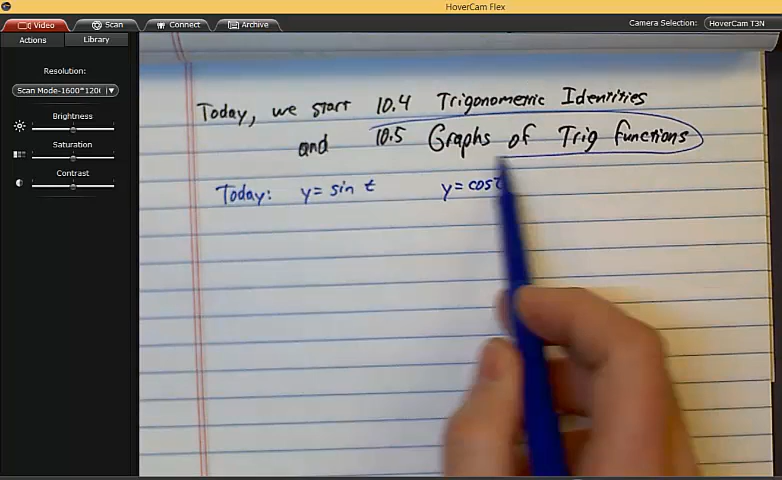 HoverCam Flex
Video Scan Connect Archive Camera Selection: HoverCam T3N
Actions Library
Resolution:
Scan Mode-1600*120(
Brightness
Saturation
Contrast
Today, we start 10.4 Trigonometric Identities
and 10.5 Graphs of Trig functions
Today: y = sin t y = cos t